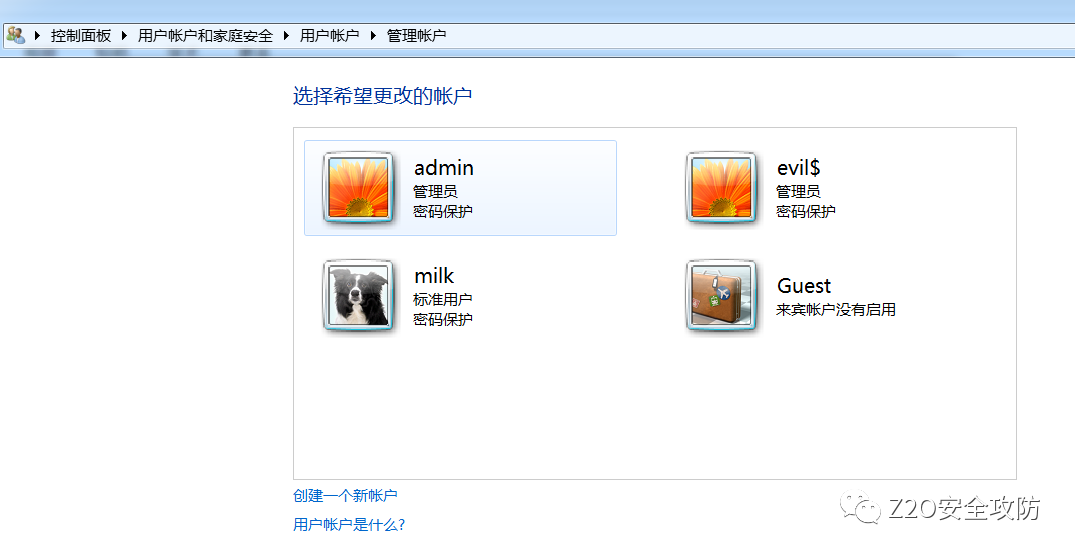 控制面板 用户帐户和家庭安全 用户帐户 管理帐户
选择希望更改的帐户
admin
管理员
密码保护
evil$
管理员
密码保护
milk
标准用户
密码保护
Guest
来宾帐户没有启用
创建一个新帐户
用户帐户是什么?
Z2O安全攻防